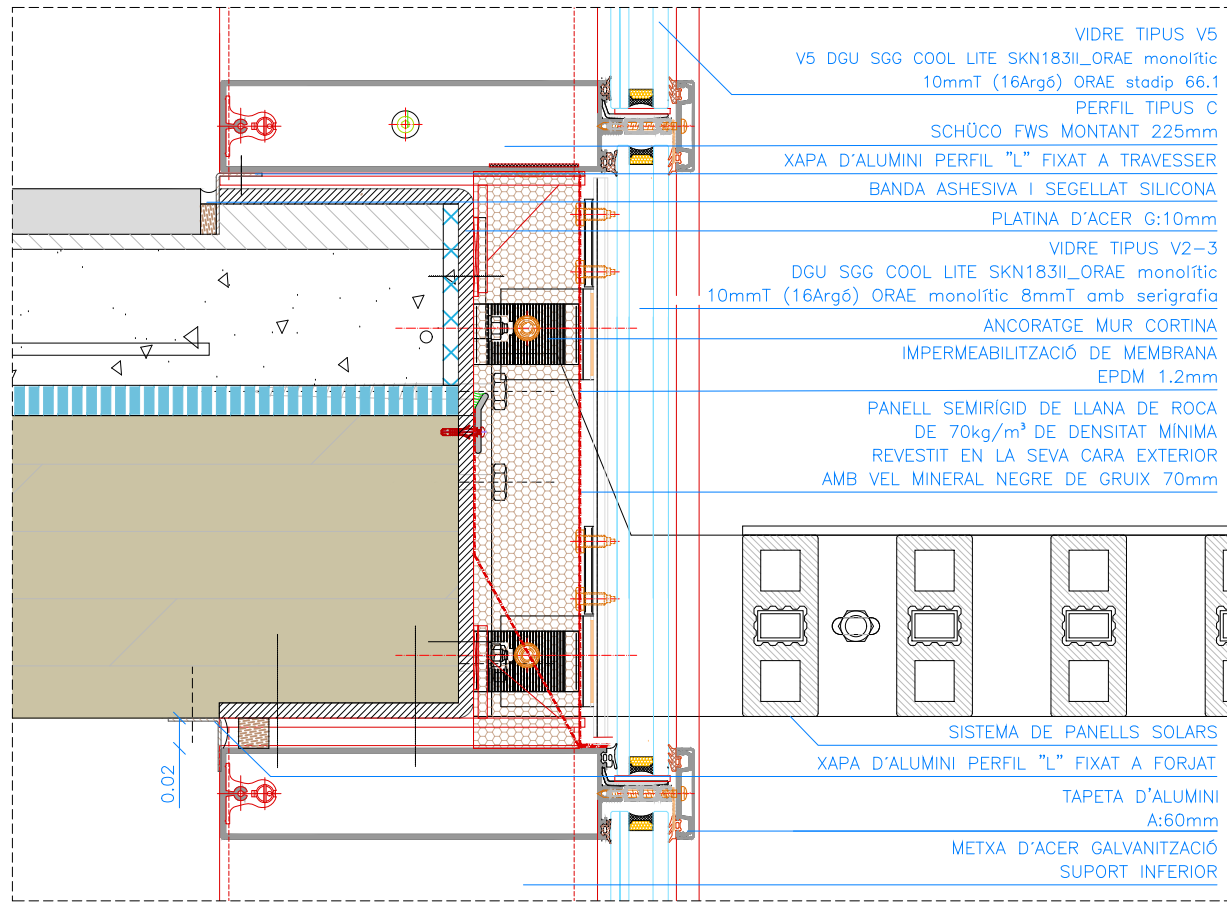 VIDRE TIPUS V5
V5 DGU SGG COOL LITE SKN183II_ORAE monolític
10mmT (16Argó) ORAE stadip 66.1
PERFIL TIPUS C
SCHÜCO FWS MONTANT 225mm
XAPA D'ALUMINI PERFIL "L" FIXAT A TRAVESSER
BANDA ASHESIVA I SEGELLAT SILICONA
PLATINA D'ACER G:10mm
VIDRE TIPUS V2-3
DGU SGG COOL LITE SKN183II_ORAE monolític
10mmT (16Argó) ORAE monolític 8mmT amb serigrafia
ANCORATGE MUR CORTINA
IMPERMEABILITZACIÓ DE MEMBRANA
EPDM 1.2mm
PANELL SEMIRÍGID DE LLANA DE ROCA
DE 70kg/m³ DE DENSITAT MÍNIMA
REVESTIT EN LA SEVA CARA EXTERIOR
AMB VEL MINERAL NEGRE DE GRUIX 70mm
SISTEMA DE PANELLS SOLARS
XAPA D'ALUMINI PERFIL "L" FIXAT A FORJAT
TAPETA D'ALUMINI
A:60mm
METXA D'ACER GALVANITZACIÓ
SUPORT INFERIOR
0.02